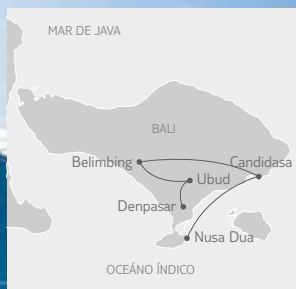 MAR DE JAVA
BALI
Belimbing
Candidasa
Ubud
Denpasar
Nusa Dua
OCEÁNO ÍNDICO